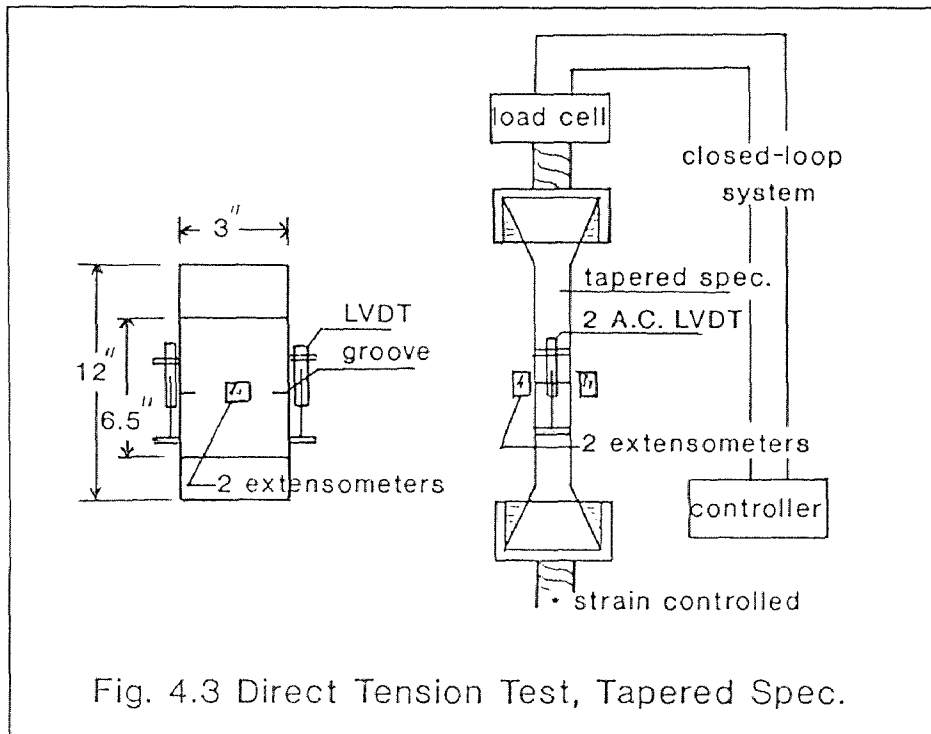 load cell
closed-loop
system
3"
tapered spec.
LVDT
2 A.C. LVDT
groove
12"
6.5"
2 extensometers
2 extensometers
controller
• strain controlled
Fig. 4.3 Direct Tension Test, Tapered Spec.